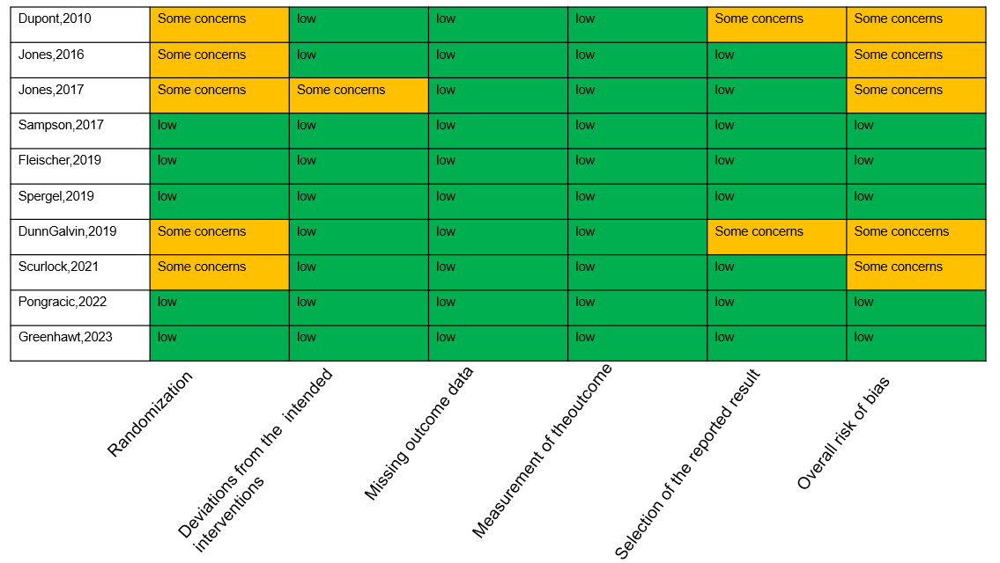 Dupont,2010 Some concerns low low low Some concerns Some concerns
Jones,2016 Some concerns low low low low Some concerns
Jones,2017 Some concerns Some concerns low low low Some concerns
Sampson,2017 low low low low low low
Fleischer,2019 low low low low low low
Spergel,2019 low low low low low low
DunnGalvin,2019 Some concerns low low low Some concerns Some conccerns
Scurlock,2021 Some concerns low low low low Some concerns
Pongracic,2022 low low low low low low
Greenhawt,2023 low low low low low low
Randomization
Deviations from the intended
interventions
Missing outcome data
Measurement of theoutcome
Selection of the reported result
Overall risk of bias